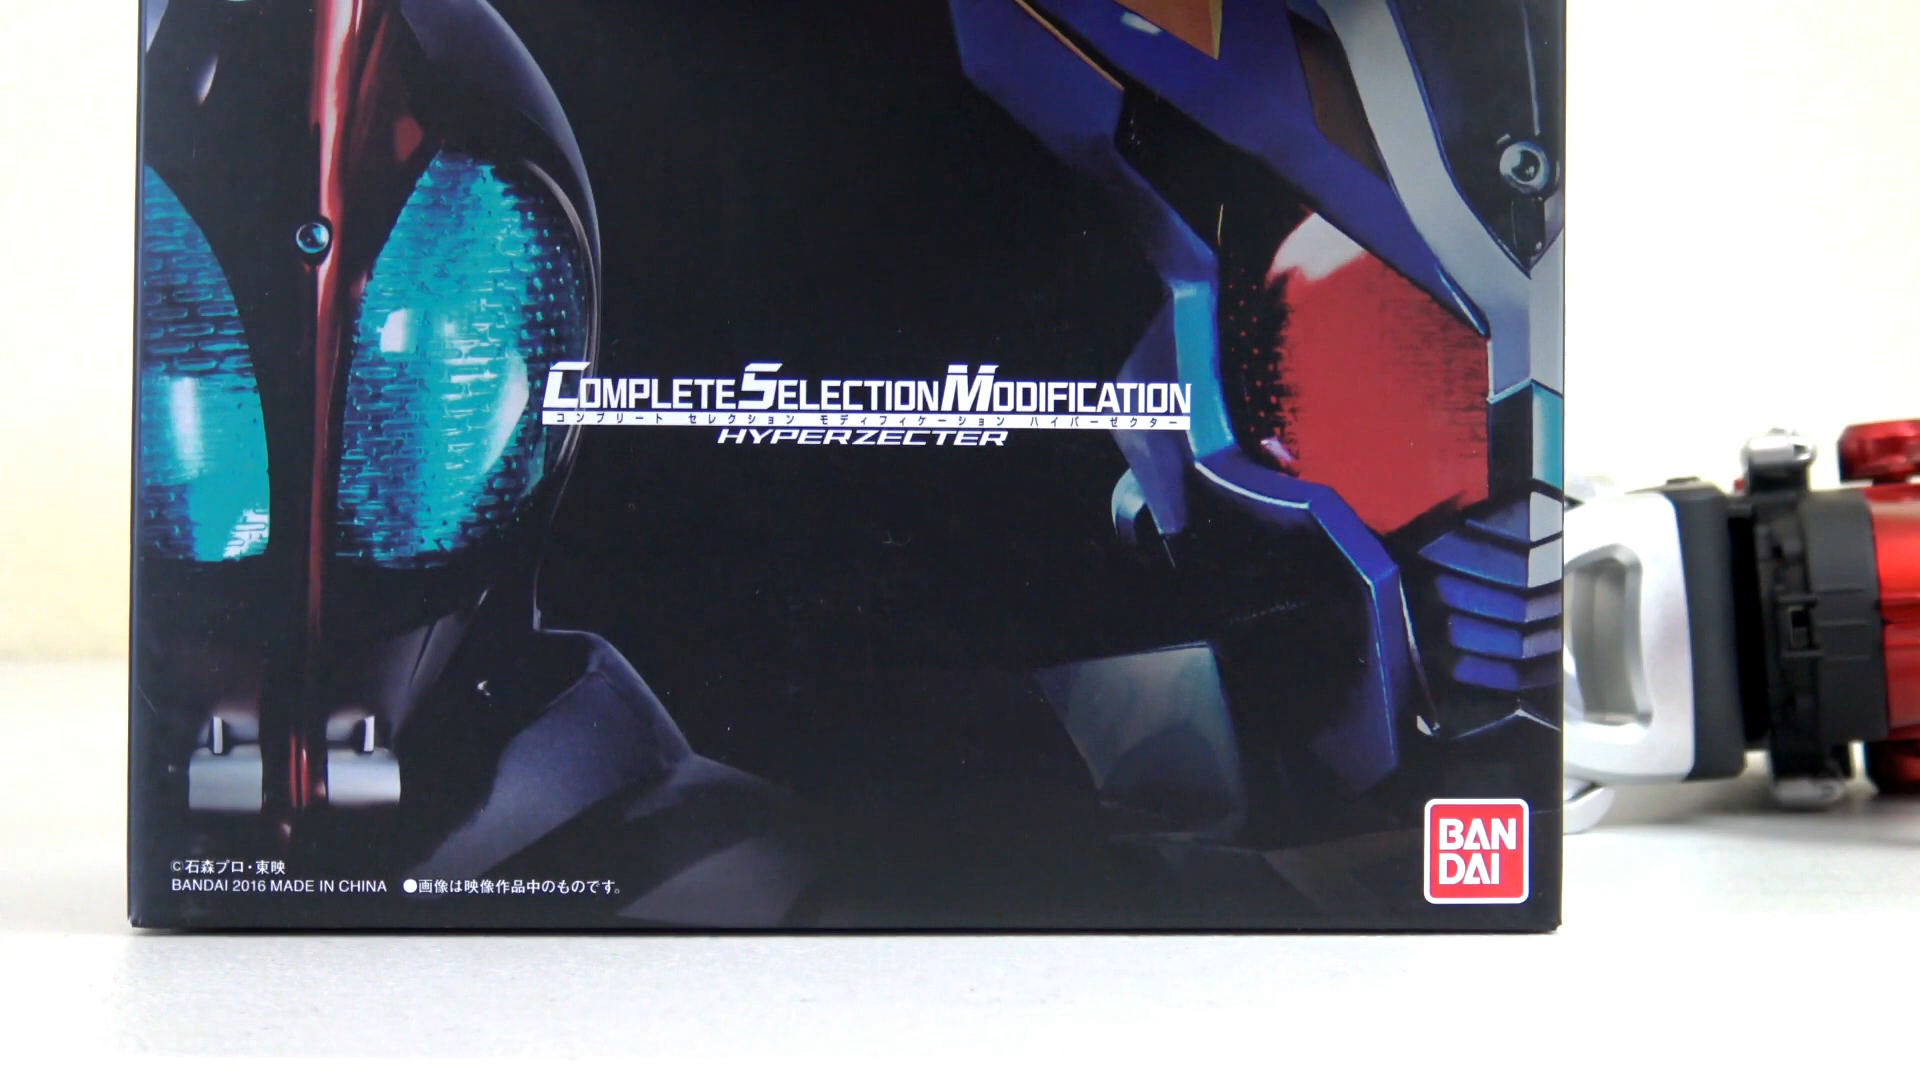 COMPLETE SELECTION MODIFICATION
コンプリート セレクション モディフィケーション ハイパーゼクター
HYPERZECTER
©石森プロ・東映
BANDAI 2016 MADE IN CHINA ●画像は映像作品中のものです。
BAN
DAI